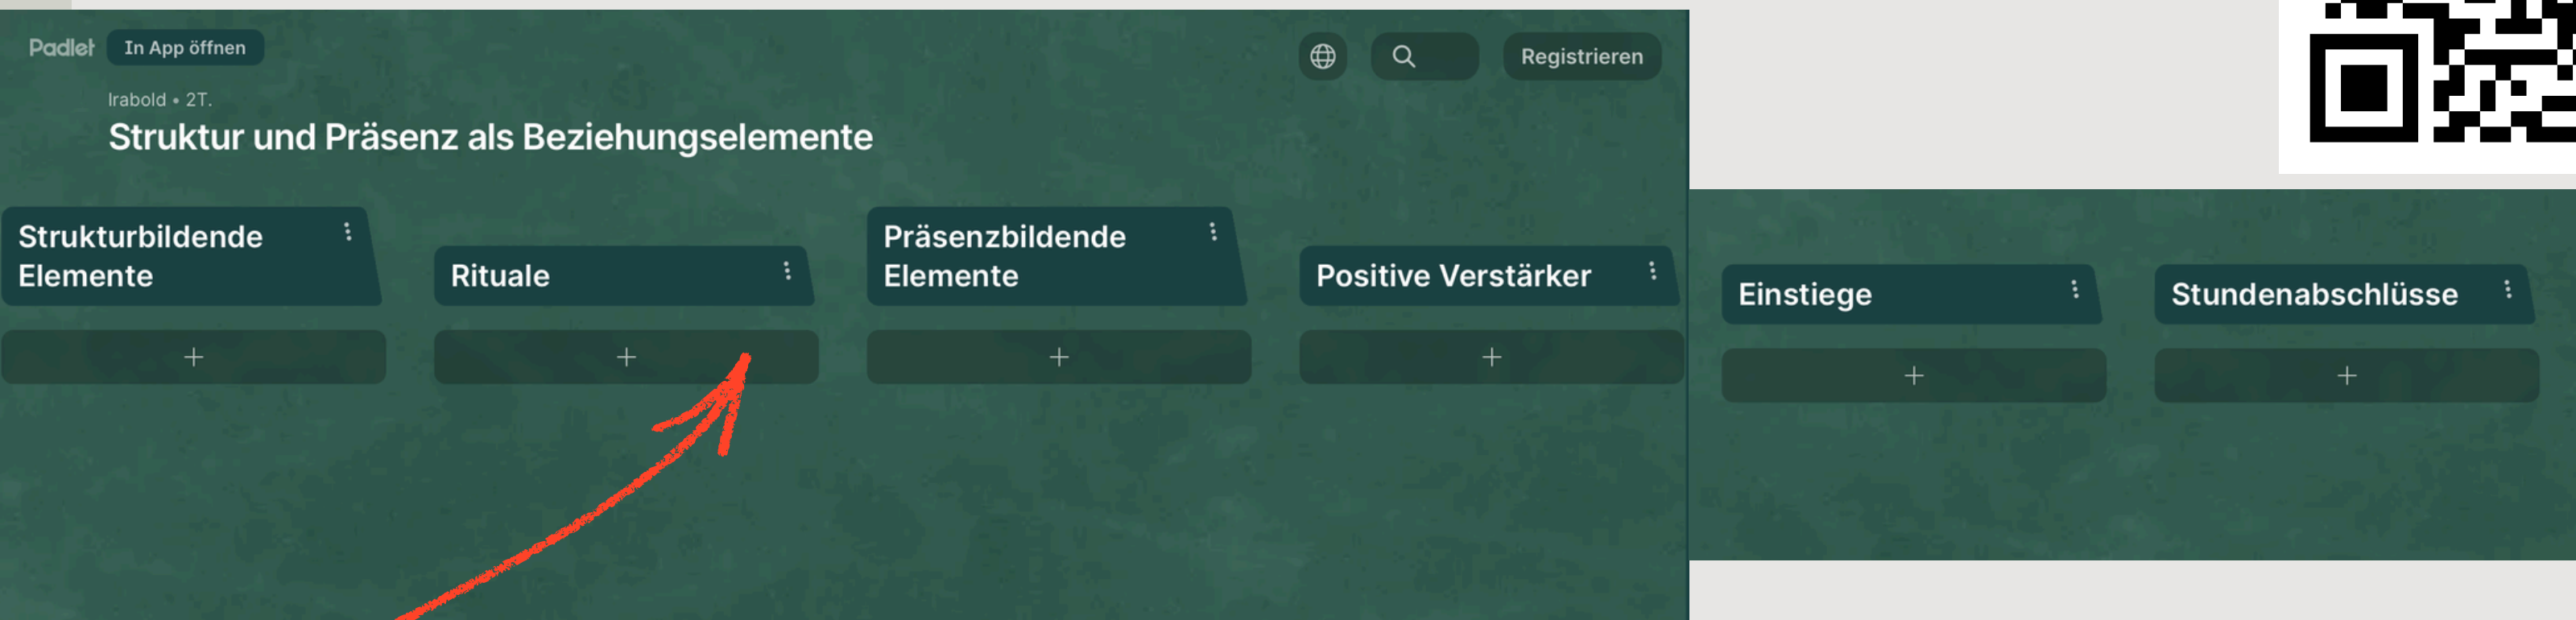 Padlet In App öffnen
Registrieren
lrabold • 2T.
Struktur und Präsenz als Beziehungselemente
Strukturbildende
Elemente
Rituale
Präsenzbildende
Elemente
Positive Verstärker
Einstiege
Stundenabschlüsse